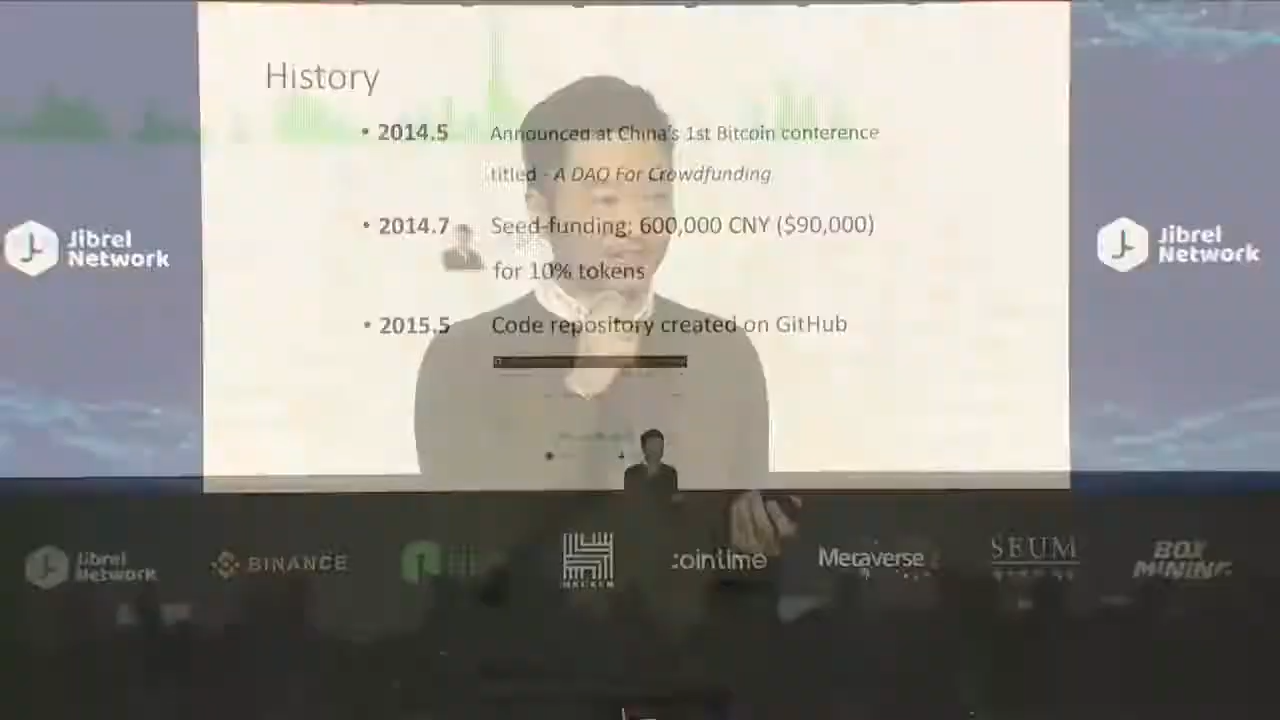 History
• 2014.5 Announced at China's 1st Bitcoin conference
titled - A DAO For Crowdfunding
• 2014.7 Seed-funding; 600,000 CNY ($90,000)
for 10% tokens
• 2015.5 Code repository created on GitHub
Jibrel
Network
Jibrel
Network
Jibrel
Network
BINANCE
HACKEN
cointime
Metaverse
SEUM
BOX
MINING